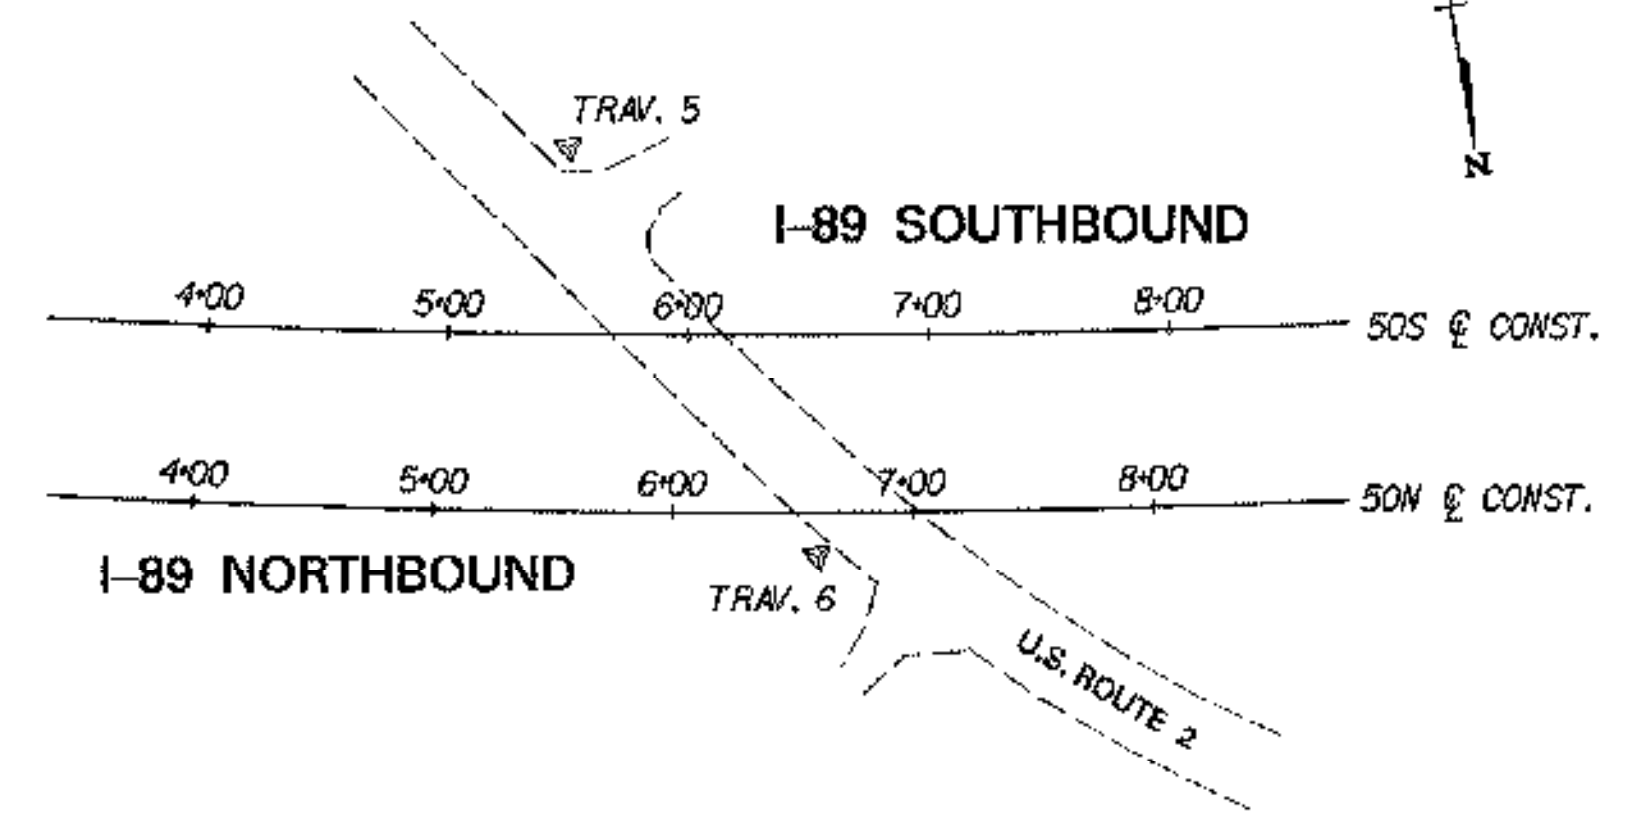 TRAV. 5
N
I-89 SOUTHBOUND
4+00 5+00 6+00 7+00 8+00
50S ℄ CONST.
4+00 5+00 6+00 7+00 8+00
50N ℄ CONST.
I-89 NORTHBOUND
TRAV. 6
U.S. ROUTE 2